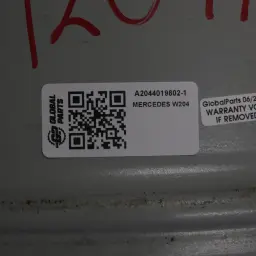 GLOBAL
PARTS
A2044019802-1
MERCEDES W204
GlobalParts 06/2
WARRANTY VO
IF REMOVED